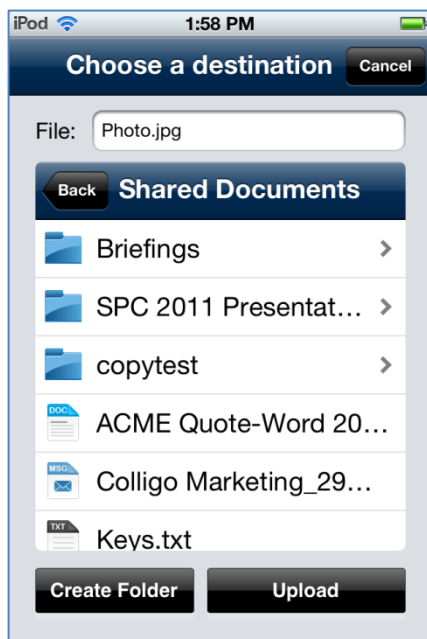 iPod 1:58 PM
Choose a destination Cancel
File: Photo.jpg
Back Shared Documents
Briefings
SPC 2011 Presentat...
copytest
DOC ACME Quote-Word 20...
MSG Colligo Marketing_29...
TXT Keys.txt
Create Folder Upload